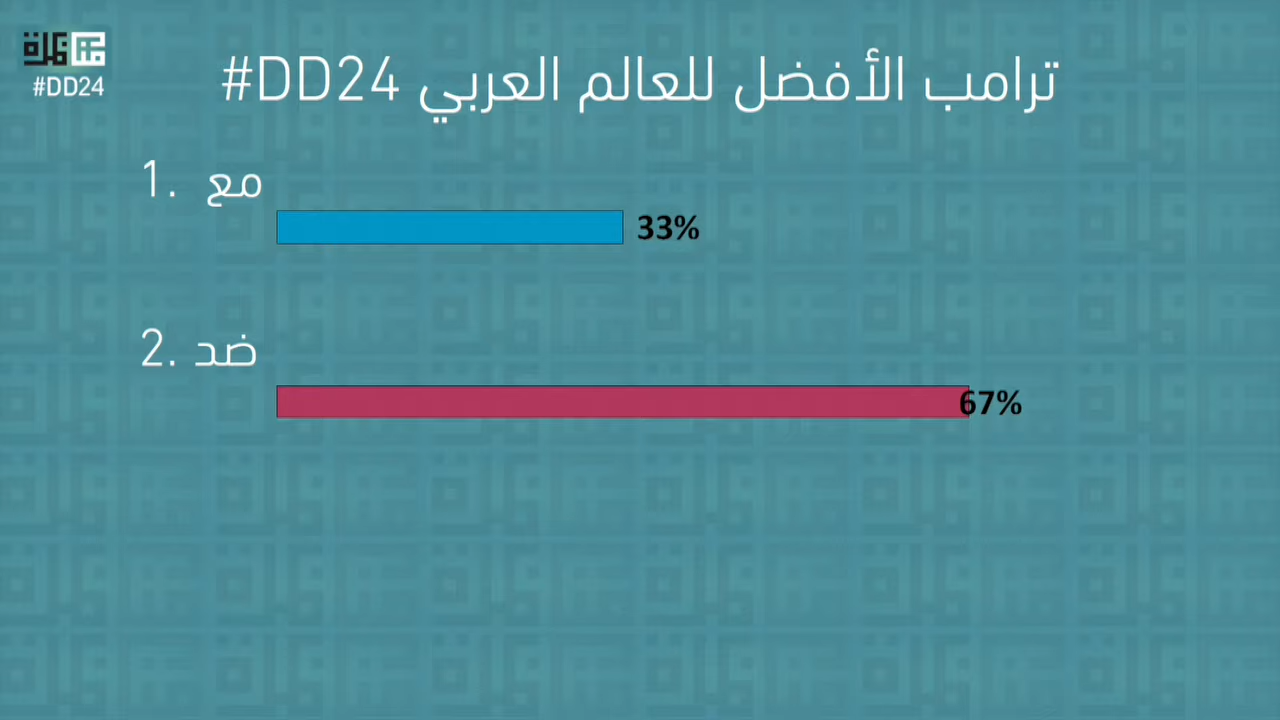 #DD24
ترامب الأفضل للعالم العربي #DD24
1. مع
33%
2. ضد
67%